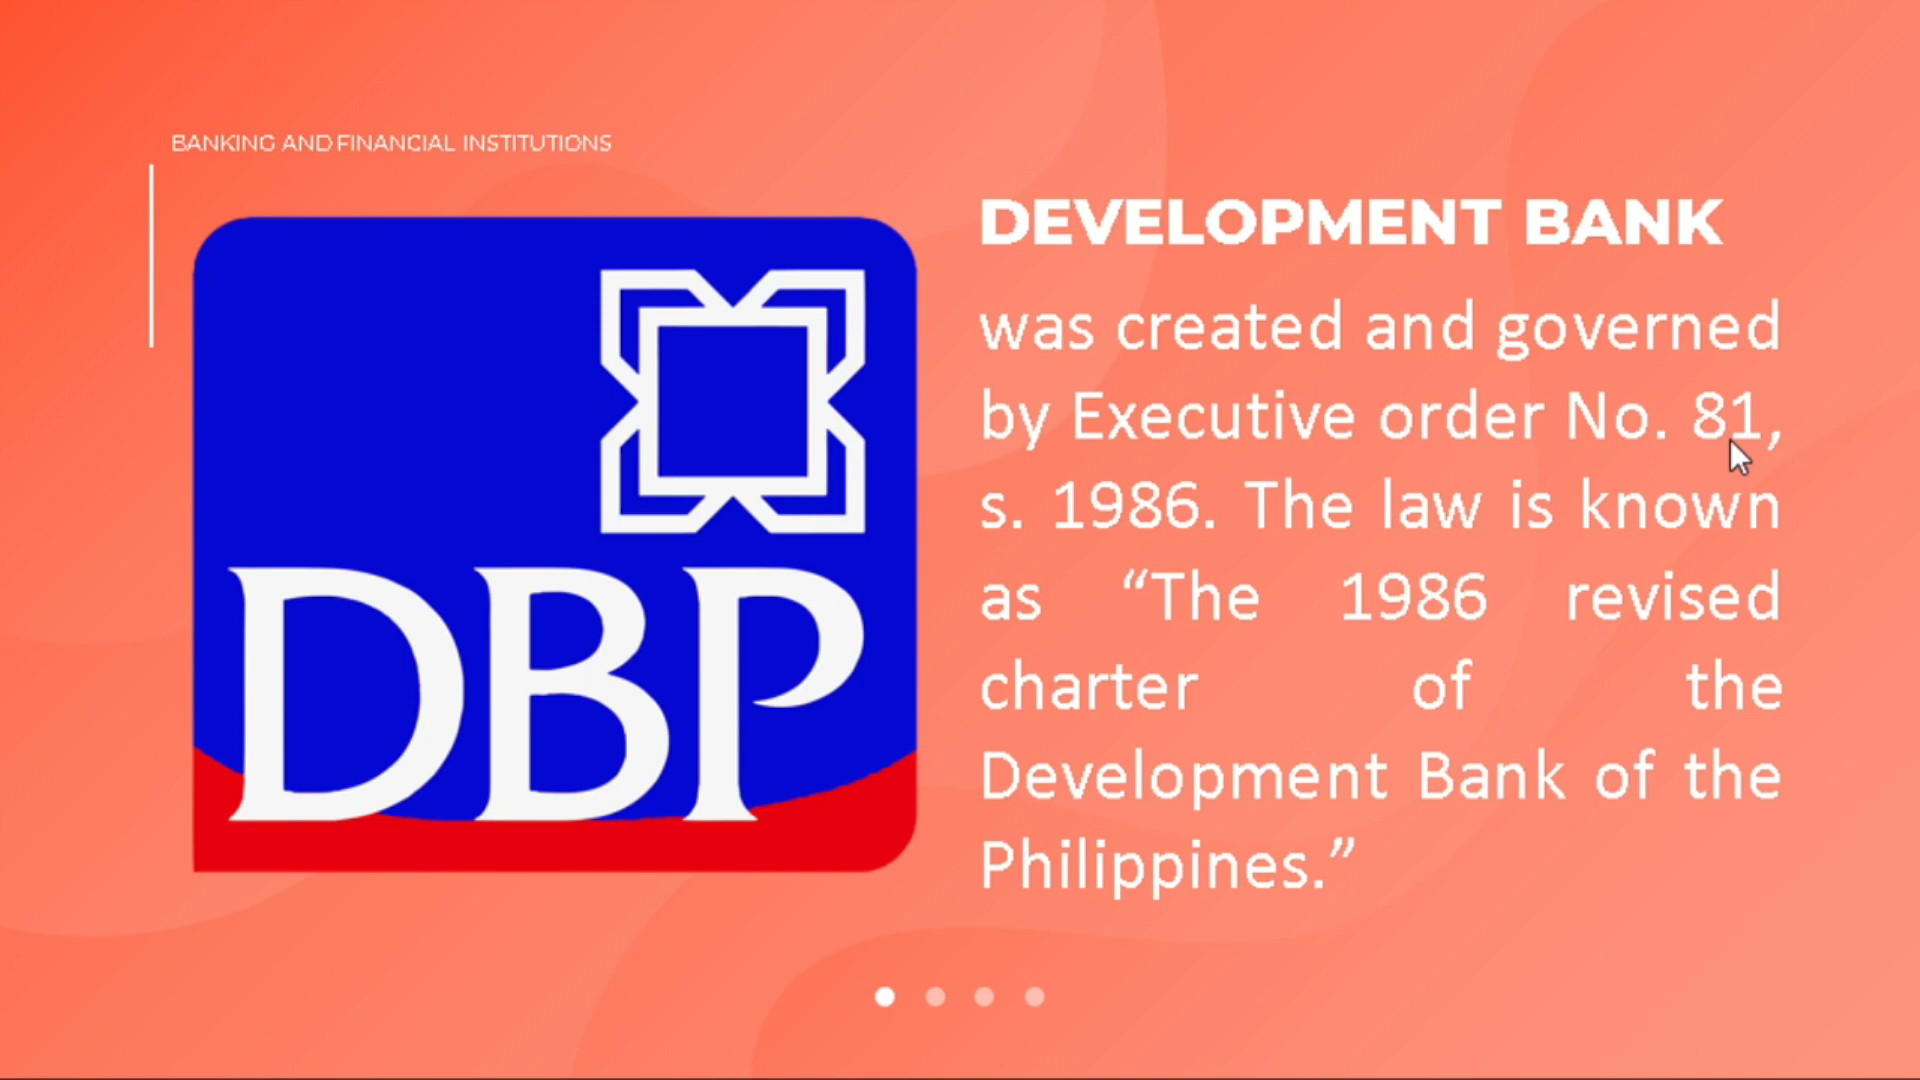 BANKING AND FINANCIAL INSTITUTIONS
DBP
DEVELOPMENT BANK
was created and governed
by Executive order No. 81,
s. 1986. The law is known
as “The 1986 revised
charter of the
Development Bank of the
Philippines.”